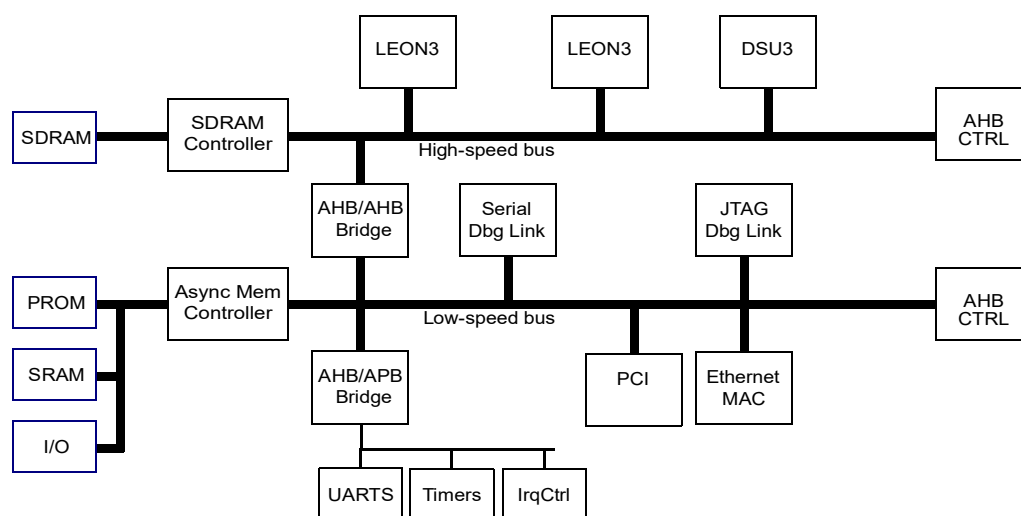 LEON3
LEON3
DSU3
SDRAM
SDRAM
Controller
AHB
CTRL
High-speed bus
AHB/AHB
Bridge
Serial
Dbg Link
JTAG
Dbg Link
PROM
Async Mem
Controller
AHB
CTRL
Low-speed bus
SRAM
AHB/APB
Bridge
PCI
Ethernet
MAC
I/O
UARTS
Timers
IrqCtrl